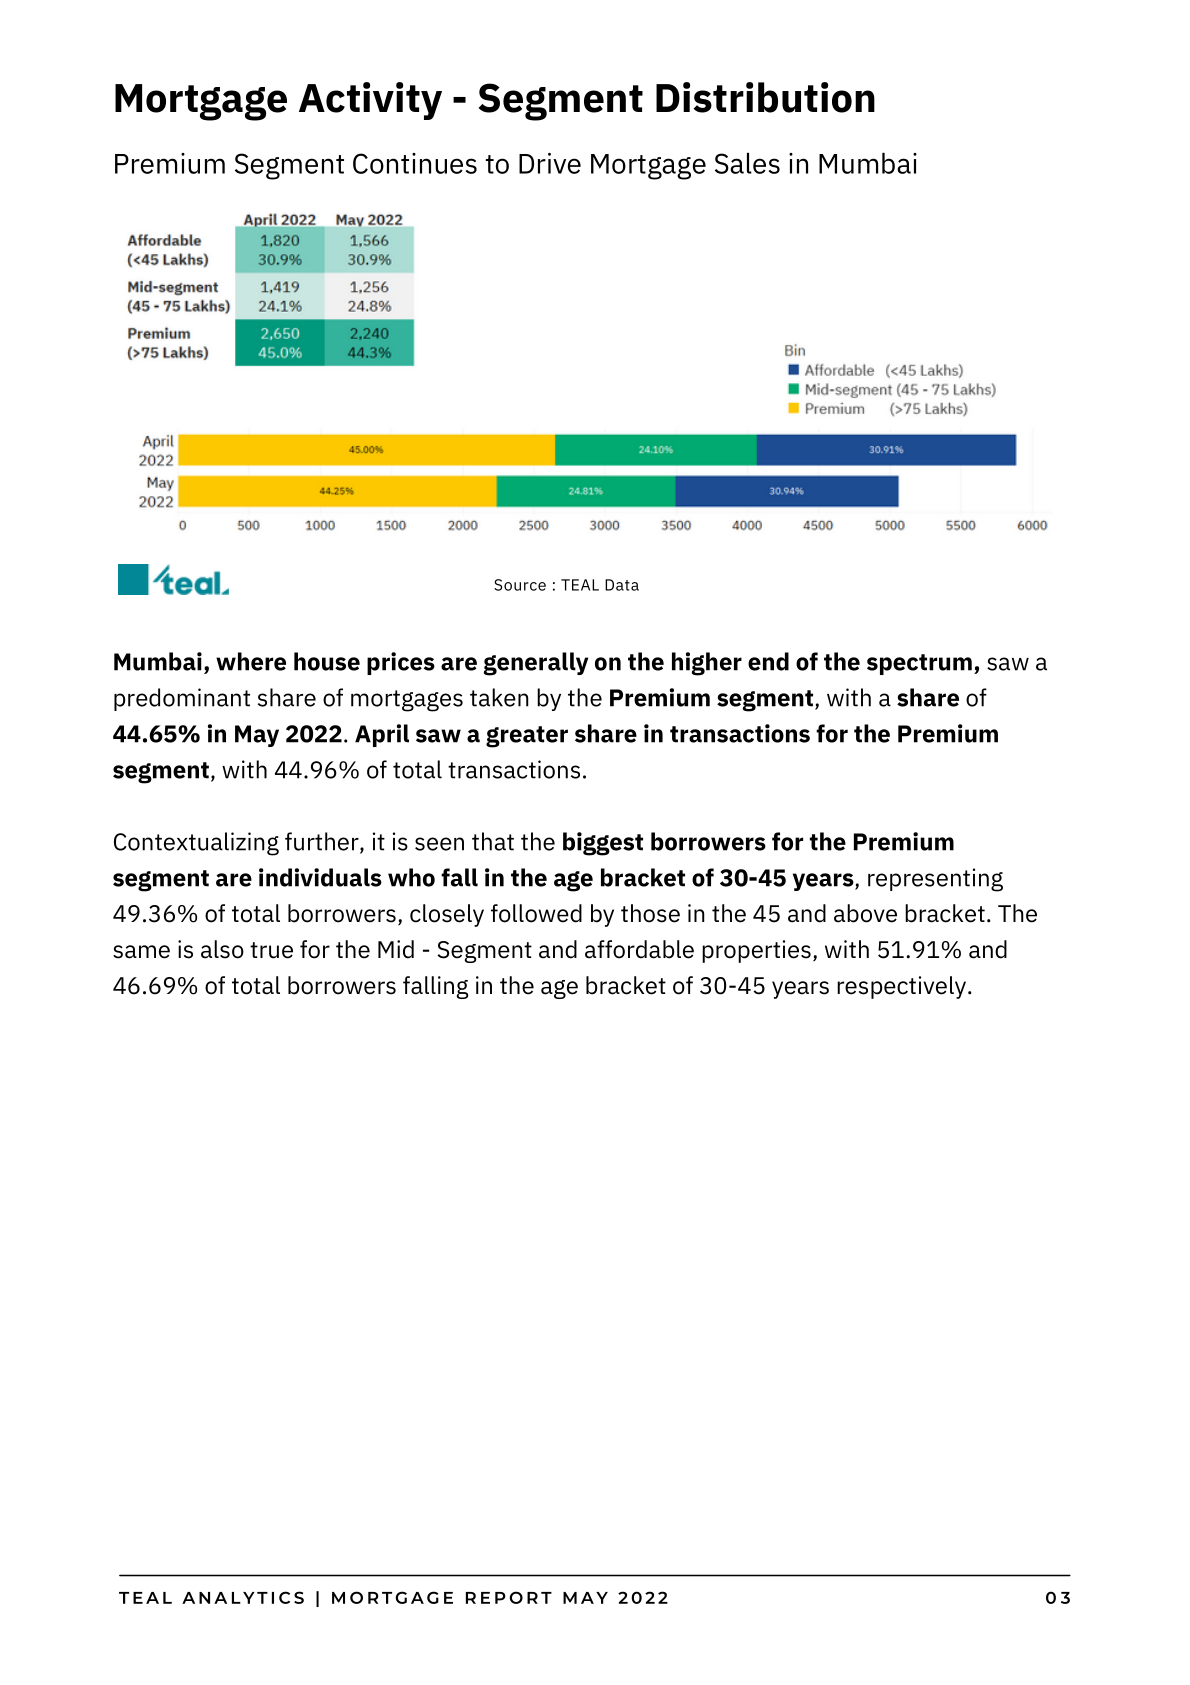 Mortgage Activity - Segment Distribution
Premium Segment Continues to Drive Mortgage Sales in Mumbai
April 2022 May 2022
Affordable 1,820 1,566
(<45 Lakhs) 30.9% 30.9%
Mid-segment 1,419 1,256
(45 - 75 Lakhs) 24.1% 24.8%
Premium 2,650 2,240
(>75 Lakhs) 45.0% 44.3%
Bin
Affordable (<45 Lakhs)
Mid-segment (45 - 75 Lakhs)
Premium (>75 Lakhs)
April
2022
45.00% 24.10% 30.91%
May
2022
44.25% 24.81% 30.94%
0 500 1000 1500 2000 2500 3000 3500 4000 4500 5000 5500 6000
teal.
Source : TEAL Data
Mumbai, where house prices are generally on the higher end of the spectrum, saw a
predominant share of mortgages taken by the Premium segment, with a share of
44.65% in May 2022. April saw a greater share in transactions for the Premium
segment, with 44.96% of total transactions.
Contextualizing further, it is seen that the biggest borrowers for the Premium
segment are individuals who fall in the age bracket of 30-45 years, representing
49.36% of total borrowers, closely followed by those in the 45 and above bracket. The
same is also true for the Mid - Segment and affordable properties, with 51.91% and
46.69% of total borrowers falling in the age bracket of 30-45 years respectively.
TEAL ANALYTICS | MORTGAGE REPORT MAY 2022 03